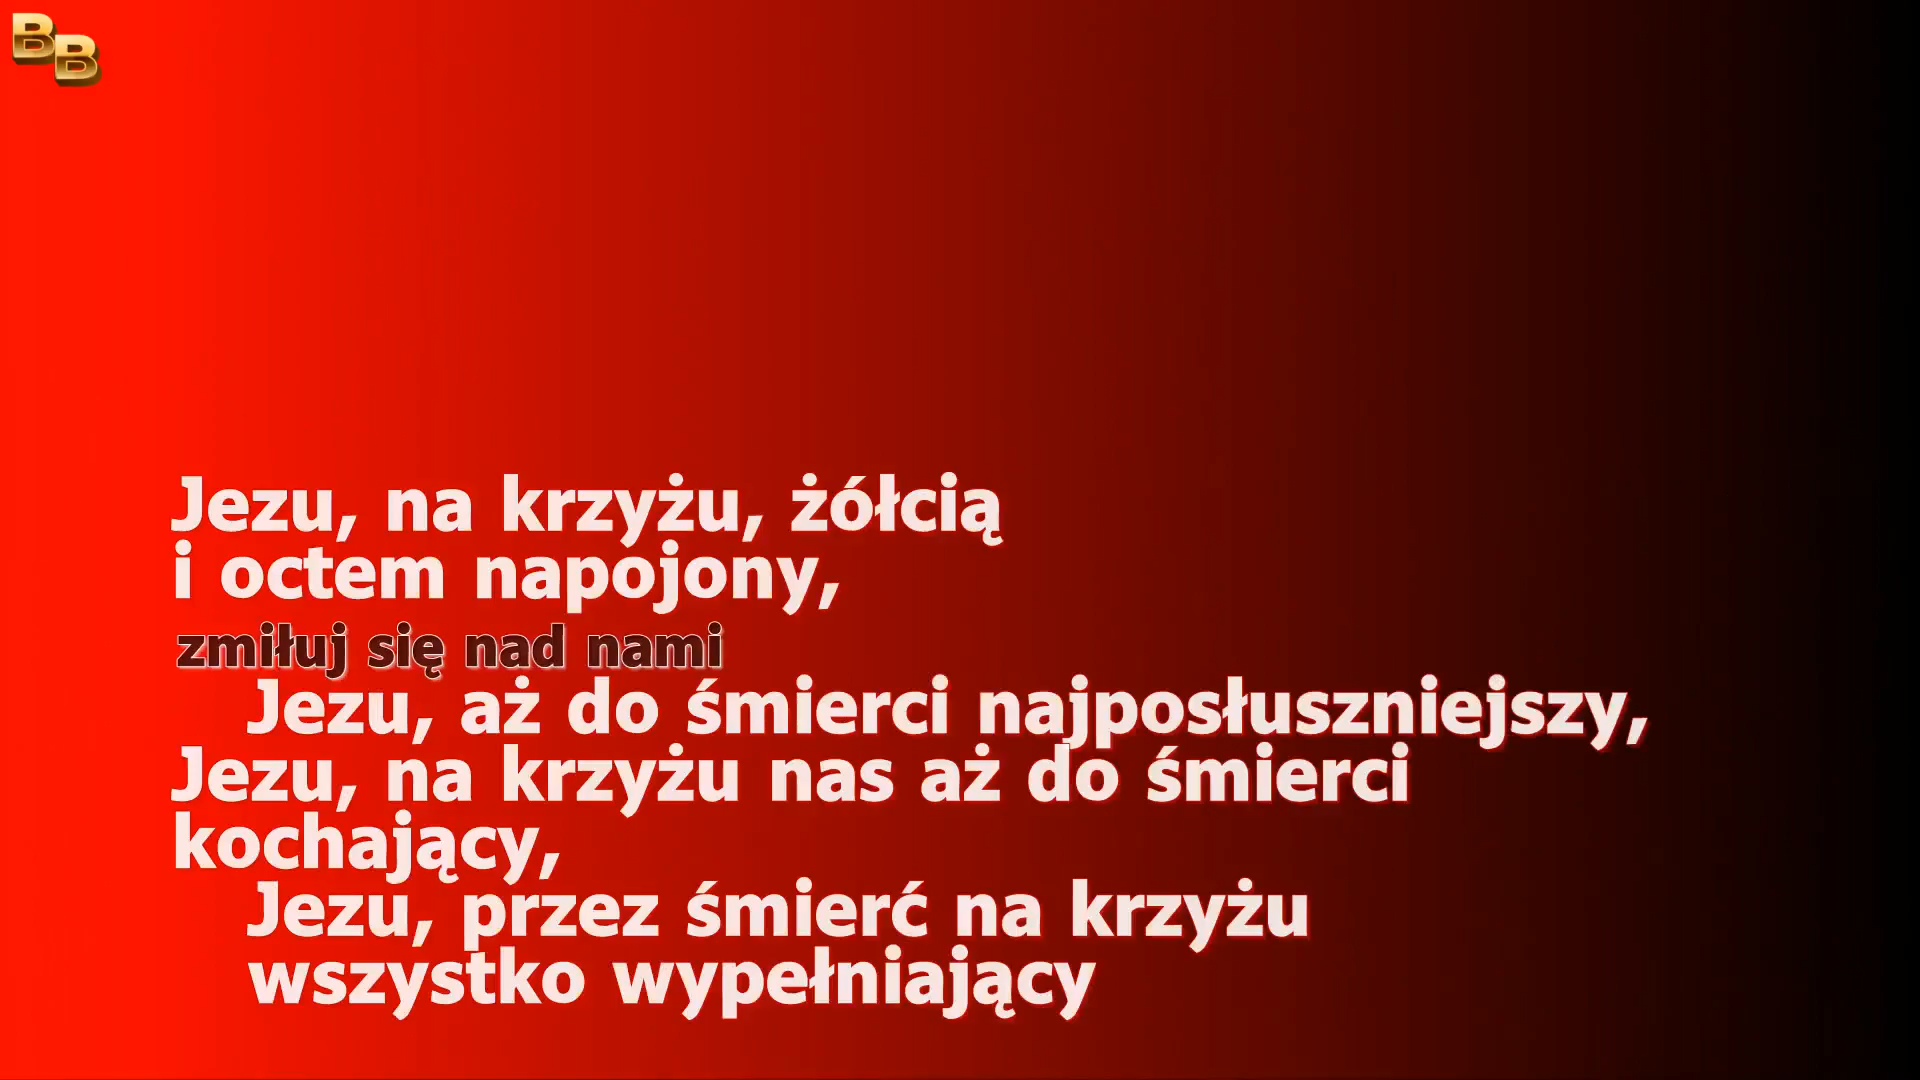 BB
Jezu, na krzyżu, żółcią
i octem napojony,
zmiłuj się nad nami
Jezu, aż do śmierci najposłuszniejszy,
Jezu, na krzyżu nas aż do śmierci
kochający,
Jezu, przez śmierć na krzyżu
wszystko wypełniający